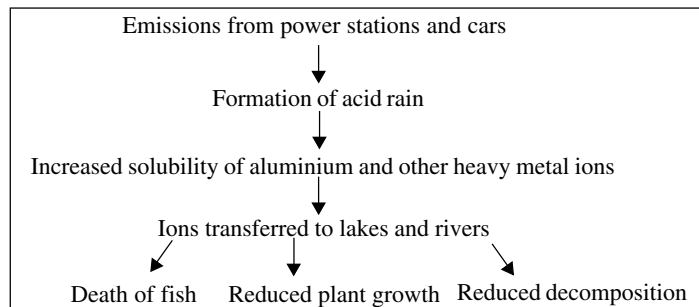 Emissions from power stations and cars
Formation of acid rain
Increased solubility of aluminium and other heavy metal ions
Ions transferred to lakes and rivers
Death of fish Reduced plant growth Reduced decomposition